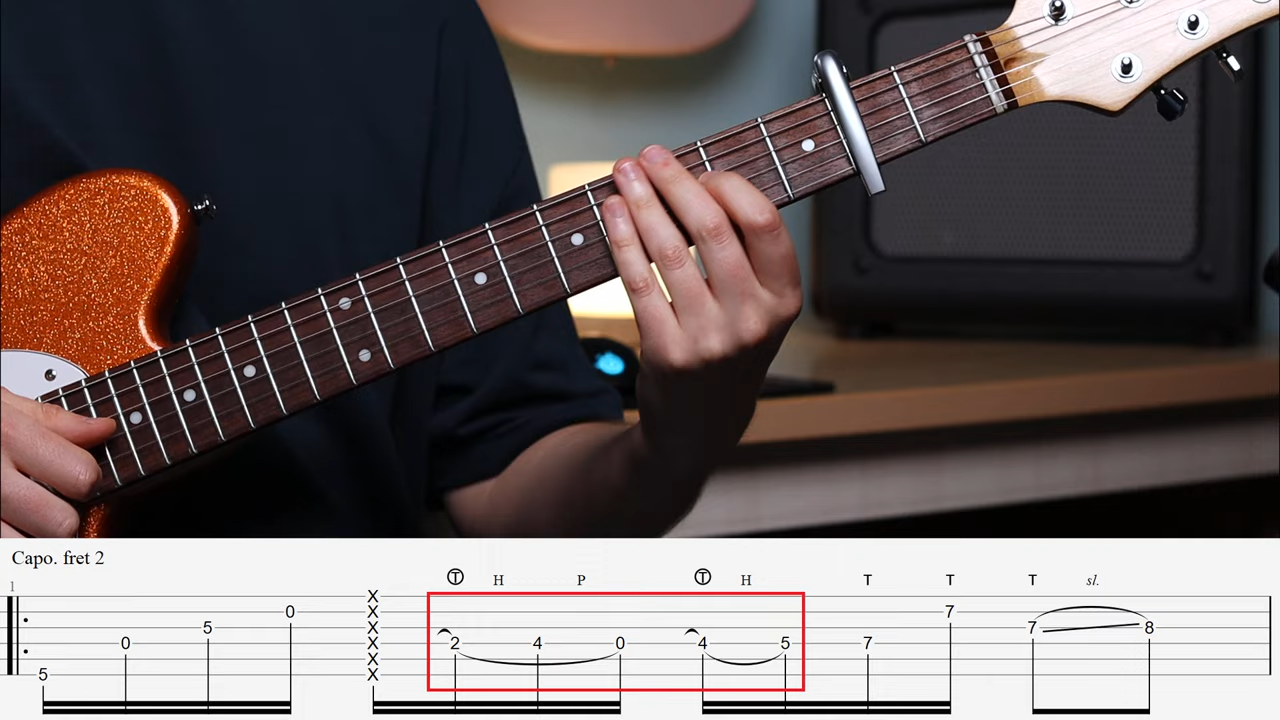 Capo. fret 2
1
T H P T H T T T sl.
X
0 X 7
5 X 7 8
0 X 2 4 0 4 5 7
X
5 X